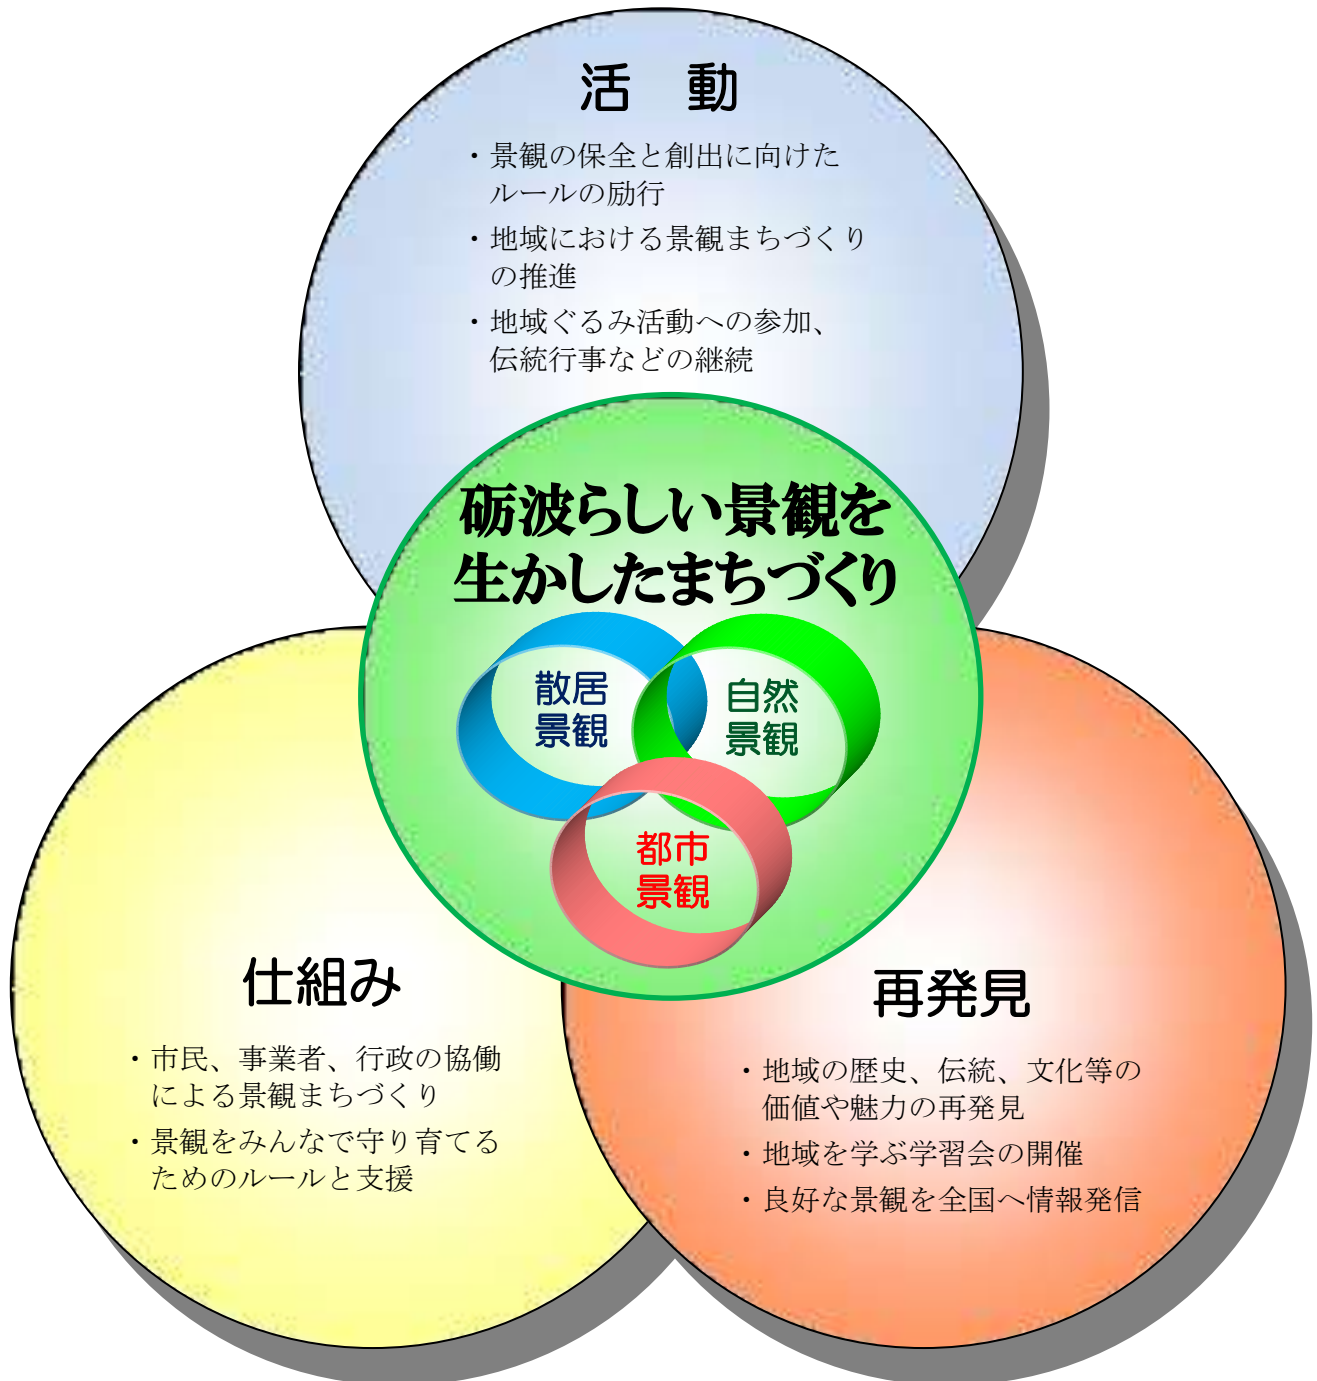 活　動
・景観の保全と創出に向けた
ルールの励行
・地域における景観まちづくり
の推進
・地域ぐるみ活動への参加、
伝統行事などの継続
砺波らしい景観を
生かしたまちづくり
散居
景観
自然
景観
都市
景観
仕組み
・市民、事業者、行政の協働
による景観まちづくり
・景観をみんなで守り育てる
ためのルールと支援
再発見
・地域の歴史、伝統、文化等の
価値や魅力の再発見
・地域を学ぶ学習会の開催
・良好な景観を全国へ情報発信